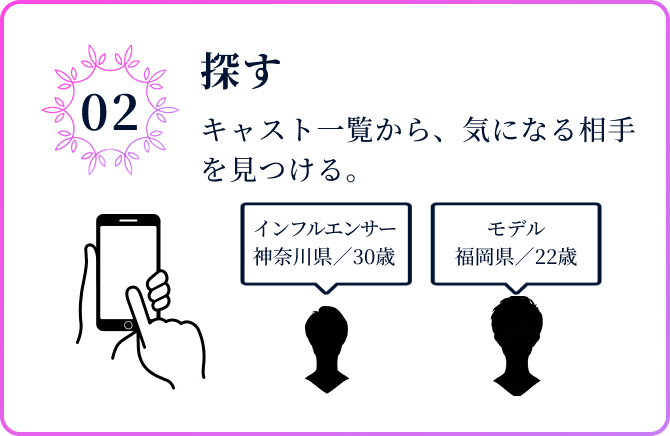 02
探す
キャスト一覧から、気になる相手
を見つける。
インフルエンサー
神奈川県／30歳
モデル
福岡県／22歳